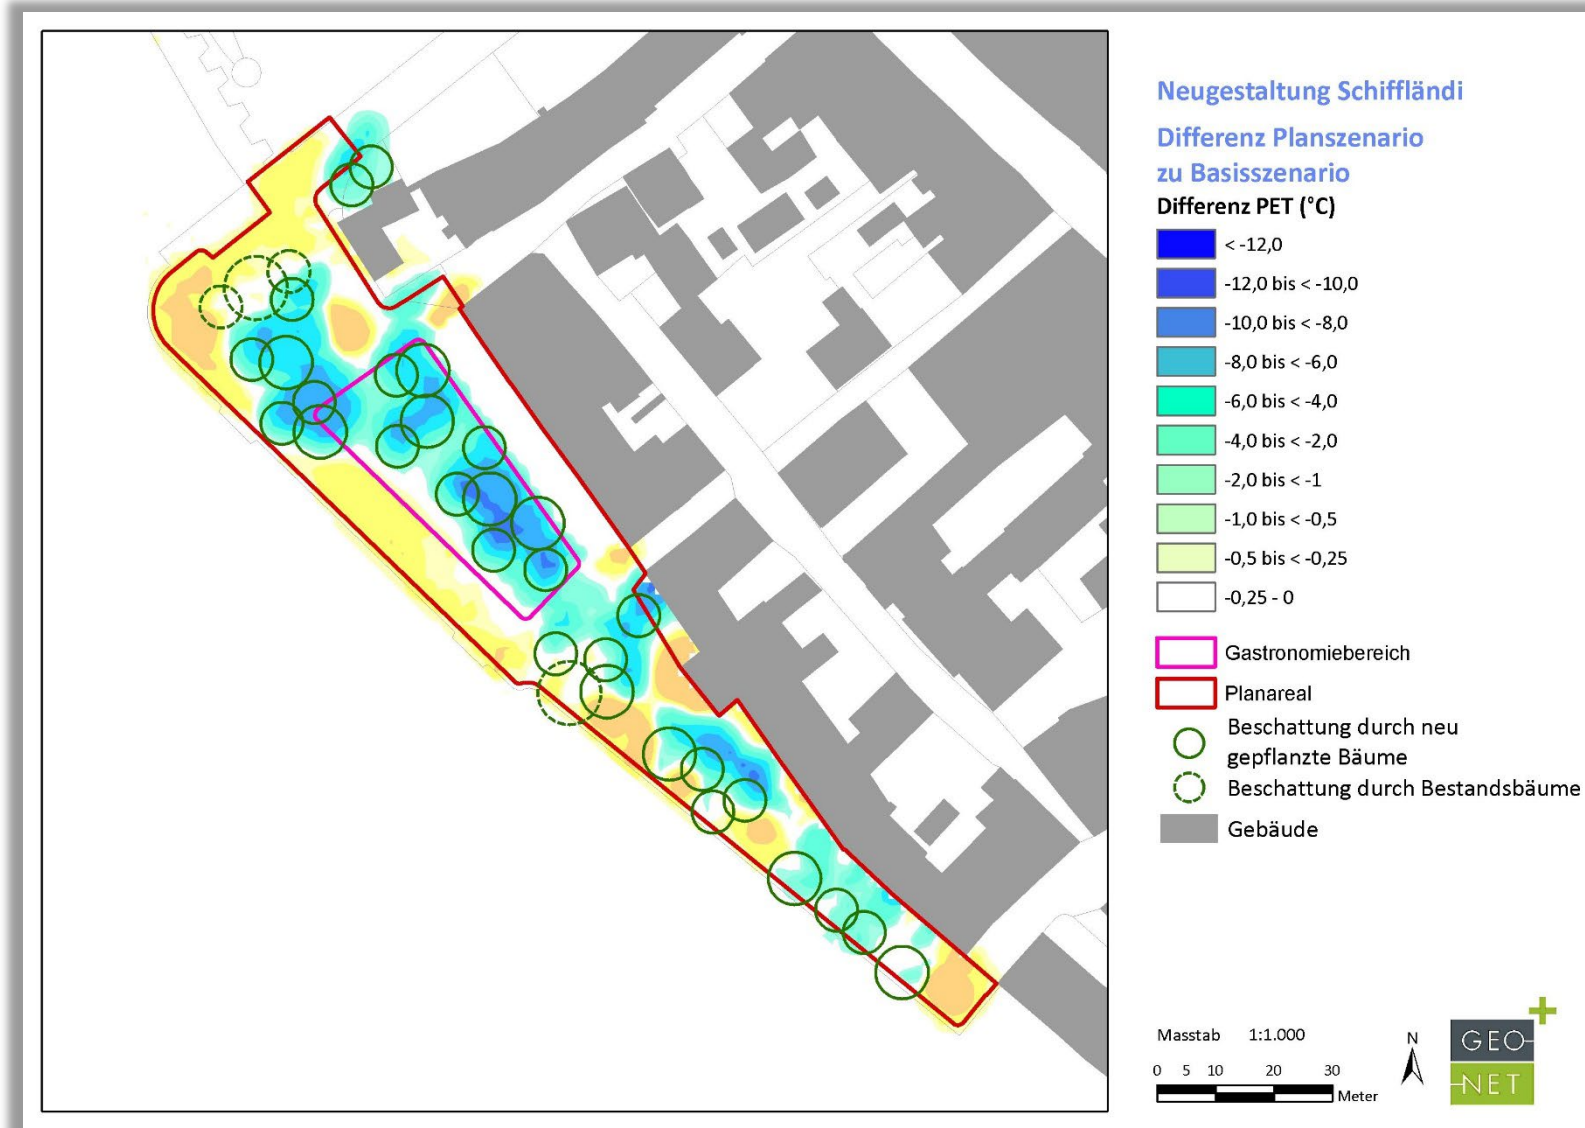 Neugestaltung Schiffländi
Differenz Planszenario
zu Basisszenario
Differenz PET (°C)
< -12,0
-12,0 bis < -10,0
-10,0 bis < -8,0
-8,0 bis < -6,0
-6,0 bis < -4,0
-4,0 bis < -2,0
-2,0 bis < -1
-1,0 bis < -0,5
-0,5 bis < -0,25
-0,25 - 0
Gastronomiebereich
Planareal
Beschattung durch neu
gepflanzte Bäume
Beschattung durch Bestandsbäume
Gebäude
Masstab 1:1.000
0 5 10 20 30
Meter
N
GEO
NET